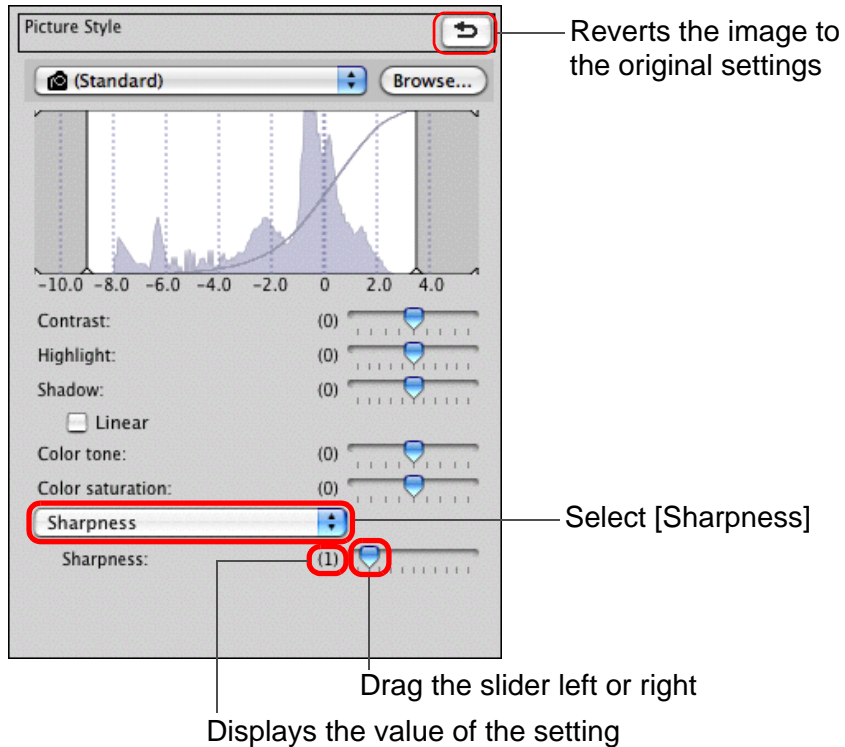 Picture Style
Reverts the image to
the original settings
(Standard)
Browse...
-10.0 -8.0 -6.0 -4.0 -2.0 0 2.0 4.0
Contrast: (0)
Highlight: (0)
Shadow: (0)
Linear
Color tone: (0)
Color saturation: (0)
Sharpness
Select [Sharpness]
Sharpness: (1)
Drag the slider left or right
Displays the value of the setting